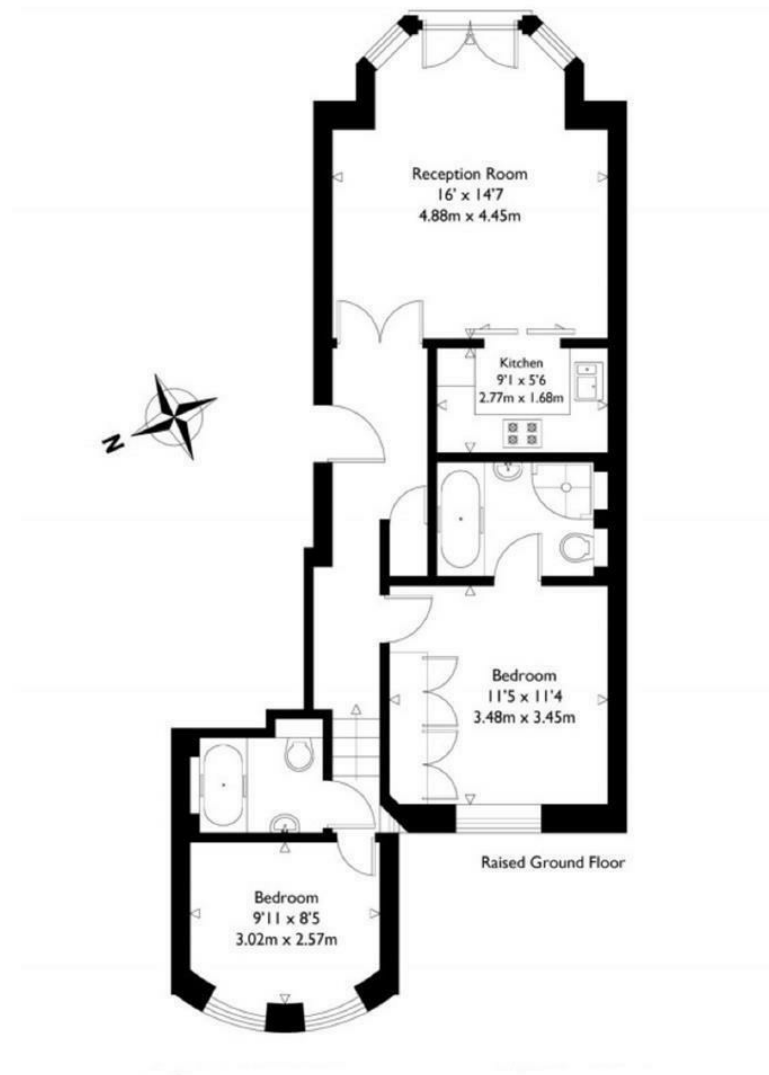 Reception Room
16' x 14'7
4.88m x 4.45m
Kitchen
9'1 x 5'6
2.77m x 1.68m
N
Bedroom
11'5 x 11'4
3.48m x 3.45m
Raised Ground Floor
Bedroom
9'11 x 8'5
3.02m x 2.57m